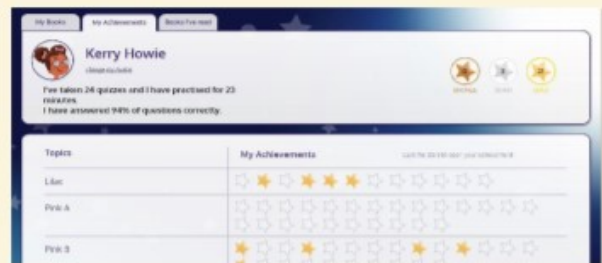 My Books
My Achievements
Books I've read
Kerry Howie
I've taken 24 quizzes and I have practised for 23
minutes.
I have answered 94% of questions correctly.
Topics
My Achievements
Lilac
Pink A
Pink B